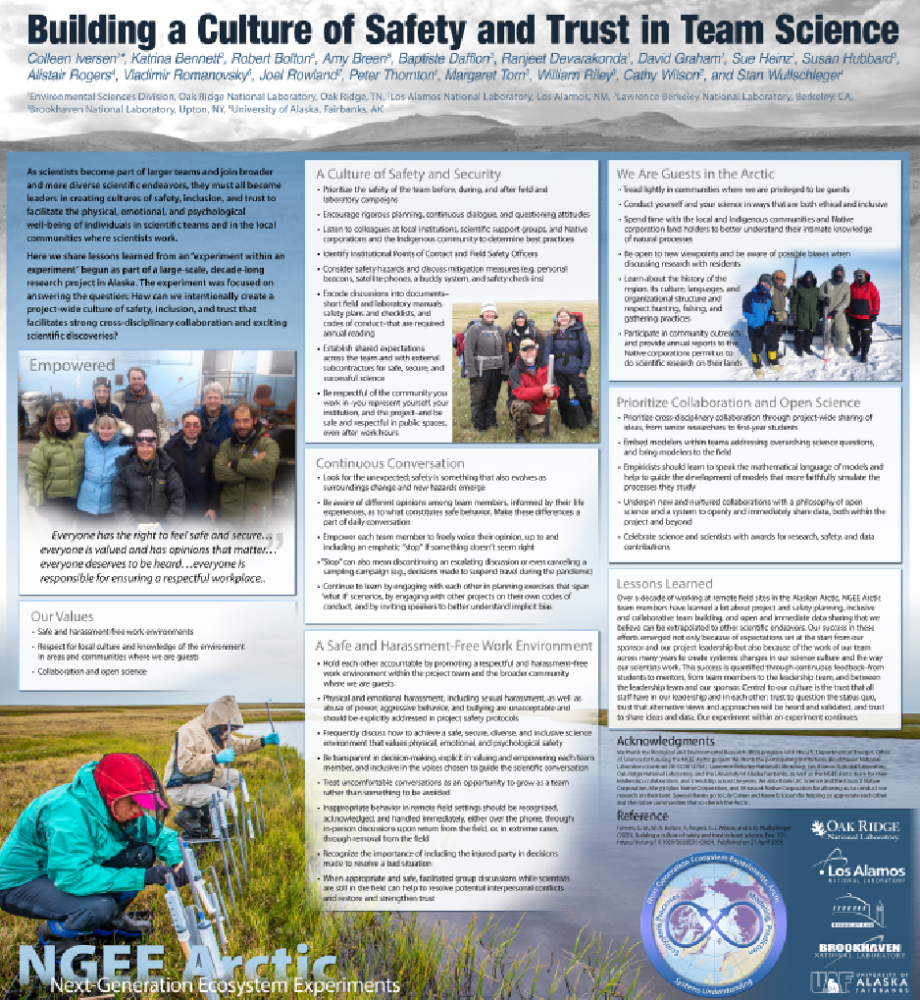 Building a Culture of Safety and Trust in Team Science
Colleen Iversen¹*, Katrina Bennett², Robert Bolton⁵, Amy Breen⁵, Baptiste Dafflon³, Ranjeet Devarakonda¹, David Graham¹, Sue Heinz¹, Susan Hubbard³,
Alistair Rogers⁴, Vladimir Romanovsky⁵, Joel Rowland², Peter Thornton¹, Margaret Torn³, William Riley³, Cathy Wilson², and Stan Wullschleger¹
¹Environmental Sciences Division, Oak Ridge National Laboratory, Oak Ridge, TN, ²Los Alamos National Laboratory, Los Alamos, NM, ³Lawrence Berkeley National Laboratory, Berkeley, CA,
⁴Brookhaven National Laboratory, Upton, NY, ⁵University of Alaska, Fairbanks, AK
As scientists become part of larger teams and join broader
and more diverse scientific endeavors, they must all become
leaders in creating cultures of safety, inclusion, and trust to
facilitate the physical, emotional, and psychological
well-being of individuals in scientific teams and in the local
communities where scientists work.
Here we share lessons learned from an "experiment within an
experiment" begun as part of a large-scale, decade-long
research project in Alaska. The experiment was focused on
answering the question: How can we intentionally create a
project-wide culture of safety, inclusion, and trust that
facilitates strong cross-disciplinary collaboration and exciting
scientific discoveries?
Empowered
Everyone has the right to feel safe and secure…
everyone is valued and has opinions that matter…
everyone deserves to be heard…everyone is
responsible for ensuring a respectful workplace..
”
Our Values
• Safe and harassment-free work environments
• Respect for local culture and knowledge of the environment
in areas and communities where we are guests
• Collaboration and open science
A Culture of Safety and Security
• Prioritize the safety of the team before, during, and after field and
laboratory campaigns
• Encourage rigorous planning, continuous dialogue, and questioning attitudes
• Listen to colleagues at local institutions, scientific support groups, and Native
corporations and the Indigenous community to determine best practices
• Identify Institutional Points of Contact and Field Safety Officers
• Consider safety hazards and discuss mitigation measures (e.g. personal
beacons, satellite phones, a buddy system, and safety check-ins)
• Encode discussions into documents–
short field and laboratory manuals,
safety plans and checklists, and
codes of conduct–that are required
annual reading
• Establish shared expectations
across the team and with external
subcontractors for safe, secure, and
successful science
• Be respectful of the community you
work in–you represent yourself, your
institution, and the project–and be
safe and respectful in public spaces,
even after work hours
Continuous Conversation
• Look for the unexpected; safety is something that also evolves as
surroundings change and new hazards emerge
• Be aware of different opinions among team members, informed by their life
experiences, as to what constitutes safe behavior. Make these differences a
part of daily conversation
• Empower each team member to freely voice their opinion, up to and
including an emphatic "Stop" if something doesn't seem right
• "Stop" can also mean discontinuing an escalating discussion or even cancelling a
sampling campaign (e.g., decisions made to suspend travel during the pandemic)
• Continue to learn by engaging with each other in planning exercises that span
'what if' scenarios, by engaging with other projects on their own codes of
conduct, and by inviting speakers to better understand implicit bias
A Safe and Harassment-Free Work Environment
• Hold each other accountable by promoting a respectful and harassment-free
work environment within the project team and the broader community
where we are guests
• Physical and emotional harassment, including sexual harassment, as well as
abuse of power, aggressive behavior, and bullying are unacceptable and
should be explicitly addressed in project safety protocols
• Frequently discuss how to achieve a safe, secure, diverse, and inclusive science
environment that values physical, emotional, and psychological safety
• Be transparent in decision-making, explicit in valuing and empowering each team
member, and inclusive in the voices chosen to guide the scientific conversation
• Treat uncomfortable conversations as an opportunity to grow as a team
rather than something to be avoided
• Inappropriate behavior in remote field settings should be recognized,
acknowledged, and handled immediately, either over the phone, through
in-person discussions upon return from the field, or, in extreme cases,
through removal from the field
• Recognize the importance of including the injured party in decisions
made to resolve a bad situation
• When appropriate and safe, facilitated group discussions while scientists
are still in the field can help to resolve potential interpersonal conflicts
and restore and strengthen trust
We Are Guests in the Arctic
• Tread lightly in communities where we are privileged to be guests
• Conduct yourself and your science in ways that are both ethical and inclusive
• Spend time with the local and Indigenous communities and Native
corporation land holders to better understand their intimate knowledge
of natural processes
• Be open to new viewpoints and be aware of possible biases when
discussing research with residents
• Learn about the history of the
region, its culture, languages, and
organizational structure and
respect hunting, fishing, and
gathering practices
• Participate in community outreach
and provide annual reports to the
Native corporations permit us to
do scientific research on their lands
Prioritize Collaboration and Open Science
• Prioritize cross-disciplinary collaboration through project-wide sharing of
ideas, from senior researchers to first-year students
• Embed modelers within teams addressing overarching science questions,
and bring modelers to the field
• Empiricists should learn to speak the mathematical language of models and
help to guide the development of models that more faithfully simulate the
processes they study
• Underpin new and nurtured collaborations with a philosophy of open
science and a system to openly and immediately share data, both within the
project and beyond
• Celebrate science and scientists with awards for research, safety, and data
contributions
Lessons Learned
Over a decade of working at remote field sites in the Alaskan Arctic, NGEE Arctic
team members have learned a lot about project and safety planning, inclusive
and collaborative team building, and open and immediate data sharing that we
believe can be extrapolated to other scientific endeavors. Our success in these
efforts emerged not only because of expectations set at the start from our
sponsor and our project leadership but also because of the work of our team
across many years to create systemic changes in our science culture and the way
our scientists work. This success is quantified through continuous feedback–from
students to mentors, from team members to the leadership team, and between
the leadership team and our sponsor. Central to our culture is the trust that all
staff have in our leadership and in each other: trust to question the status quo,
trust that alternative views and approaches will be heard and validated, and trust
to share ideas and data. Our experiment within an experiment continues.
Acknowledgments
Reference
Next-Generation Ecosystem Experiments Arctic
Ecosystem Processes
Systems Understanding
OAK RIDGE
National Laboratory
Los Alamos
NATIONAL LABORATORY
BERKELEY LAB
BROOKHAVEN
NATIONAL LABORATORY
UAF UNIVERSITY OF
ALASKA
FAIRBANKS
NGEE Arctic
Next-Generation Ecosystem Experiments